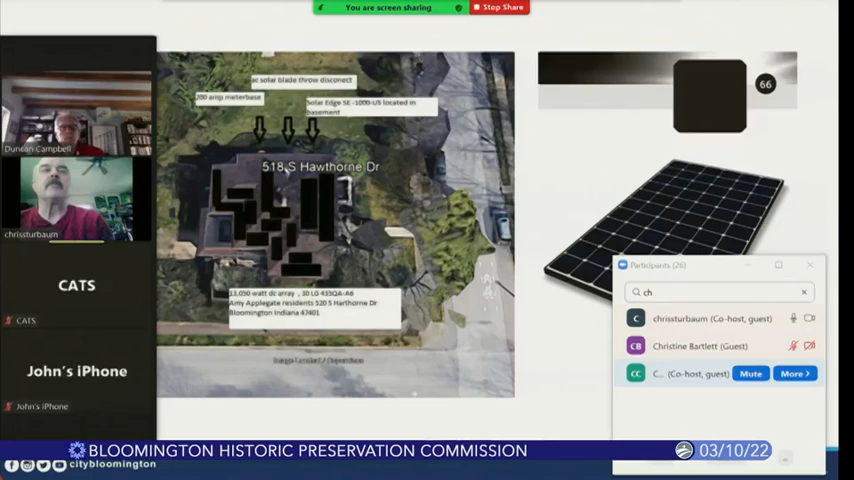 You are screen sharing
Stop Share
Duncan Campbell
chrissturbaum
CATS
CATS
John's iPhone
John's iPhone
ac solar blade throw disconect
200 amp meterbase
Solar Edge SE -1000-US located in
basement
518 S Hawthorne Dr
13,050 watt dc array , 30 LG 435QA-A6
Amy Applegate residents 520 S Harthorne Dr
Bloomington Indiana 47401
66
Participants (26)
ch
C
chrissturbaum (Co-host, guest)
CB
Christine Bartlett (Guest)
CC
C... (Co-host, guest)
Mute
More
BLOOMINGTON HISTORIC PRESERVATION COMMISSION
03/10/22
citybloomington